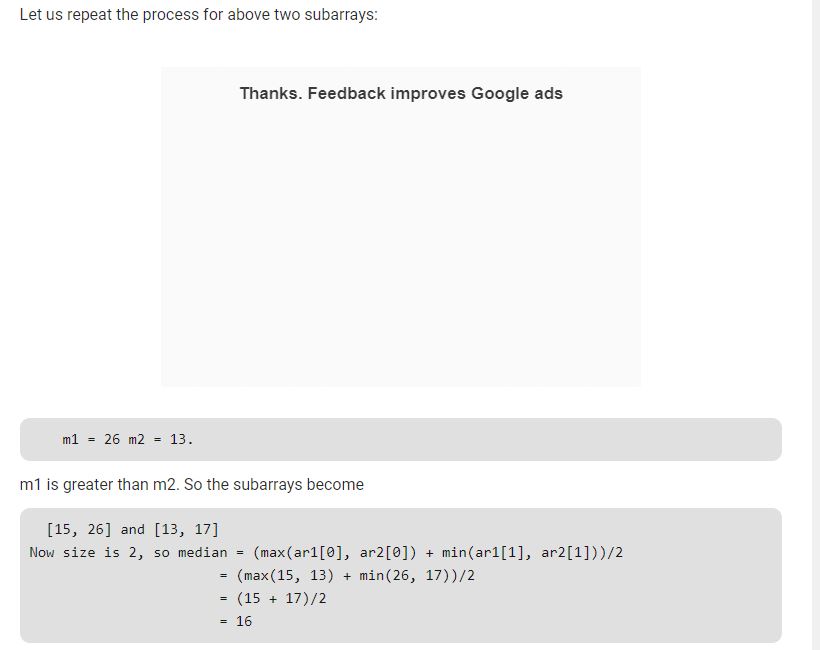 Let us repeat the process for above two subarrays:
Thanks. Feedback improves Google ads
m1 = 26 m2 = 13.
m1 is greater than m2. So the subarrays become
[15, 26] and [13, 17]
Now size is 2, so median = (max(ar1[0], ar2[0]) + min(ar1[1], ar2[1]))/2
= (max(15, 13) + min(26, 17))/2
= (15 + 17)/2
= 16